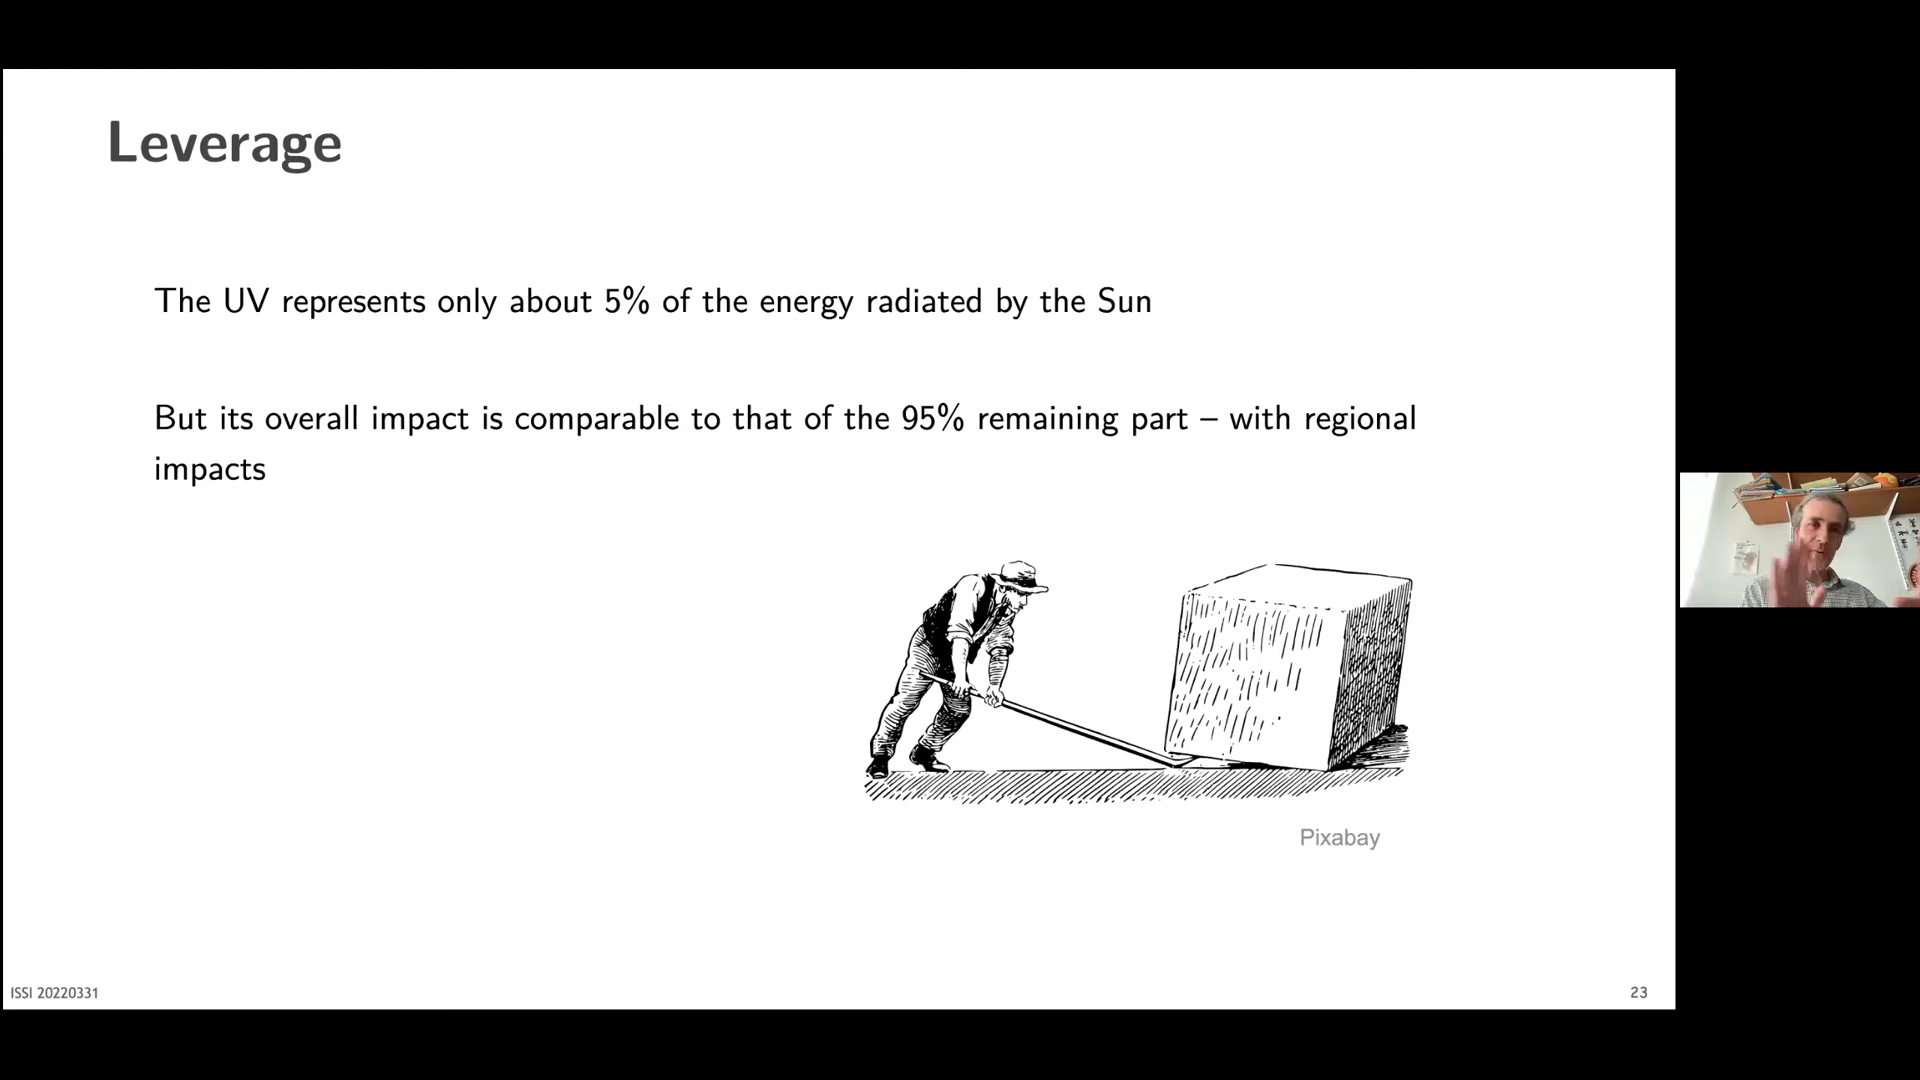 Leverage
The UV represents only about 5% of the energy radiated by the Sun
But its overall impact is comparable to that of the 95% remaining part – with regional
impacts
Pixabay
ISSI 20220331
23